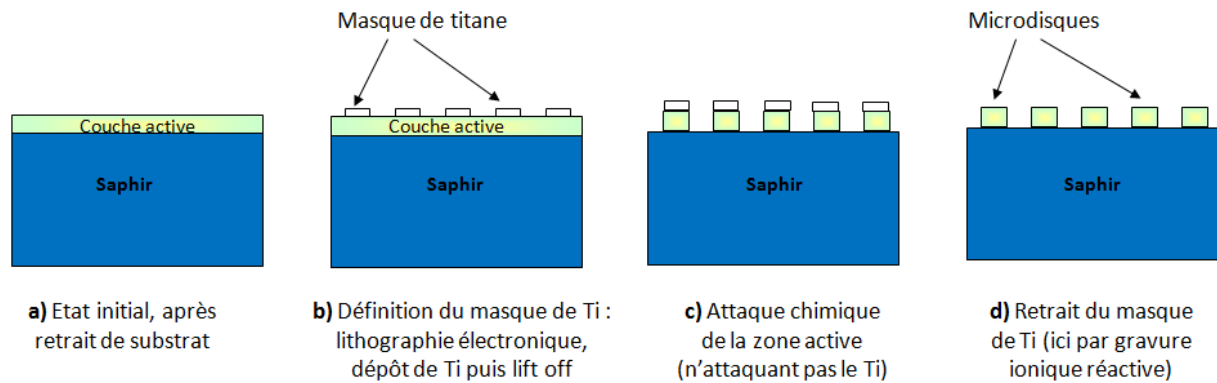 Masque de titane
Microdisques
Couche active
Couche active
Saphir
Saphir
Saphir
Saphir
a) Etat initial, après
retrait de substrat
b) Définition du masque de Ti :
lithographie électronique,
dépôt de Ti puis lift off
c) Attaque chimique
de la zone active
(n’attaquant pas le Ti)
d) Retrait du masque
de Ti (ici par gravure
ionique réactive)